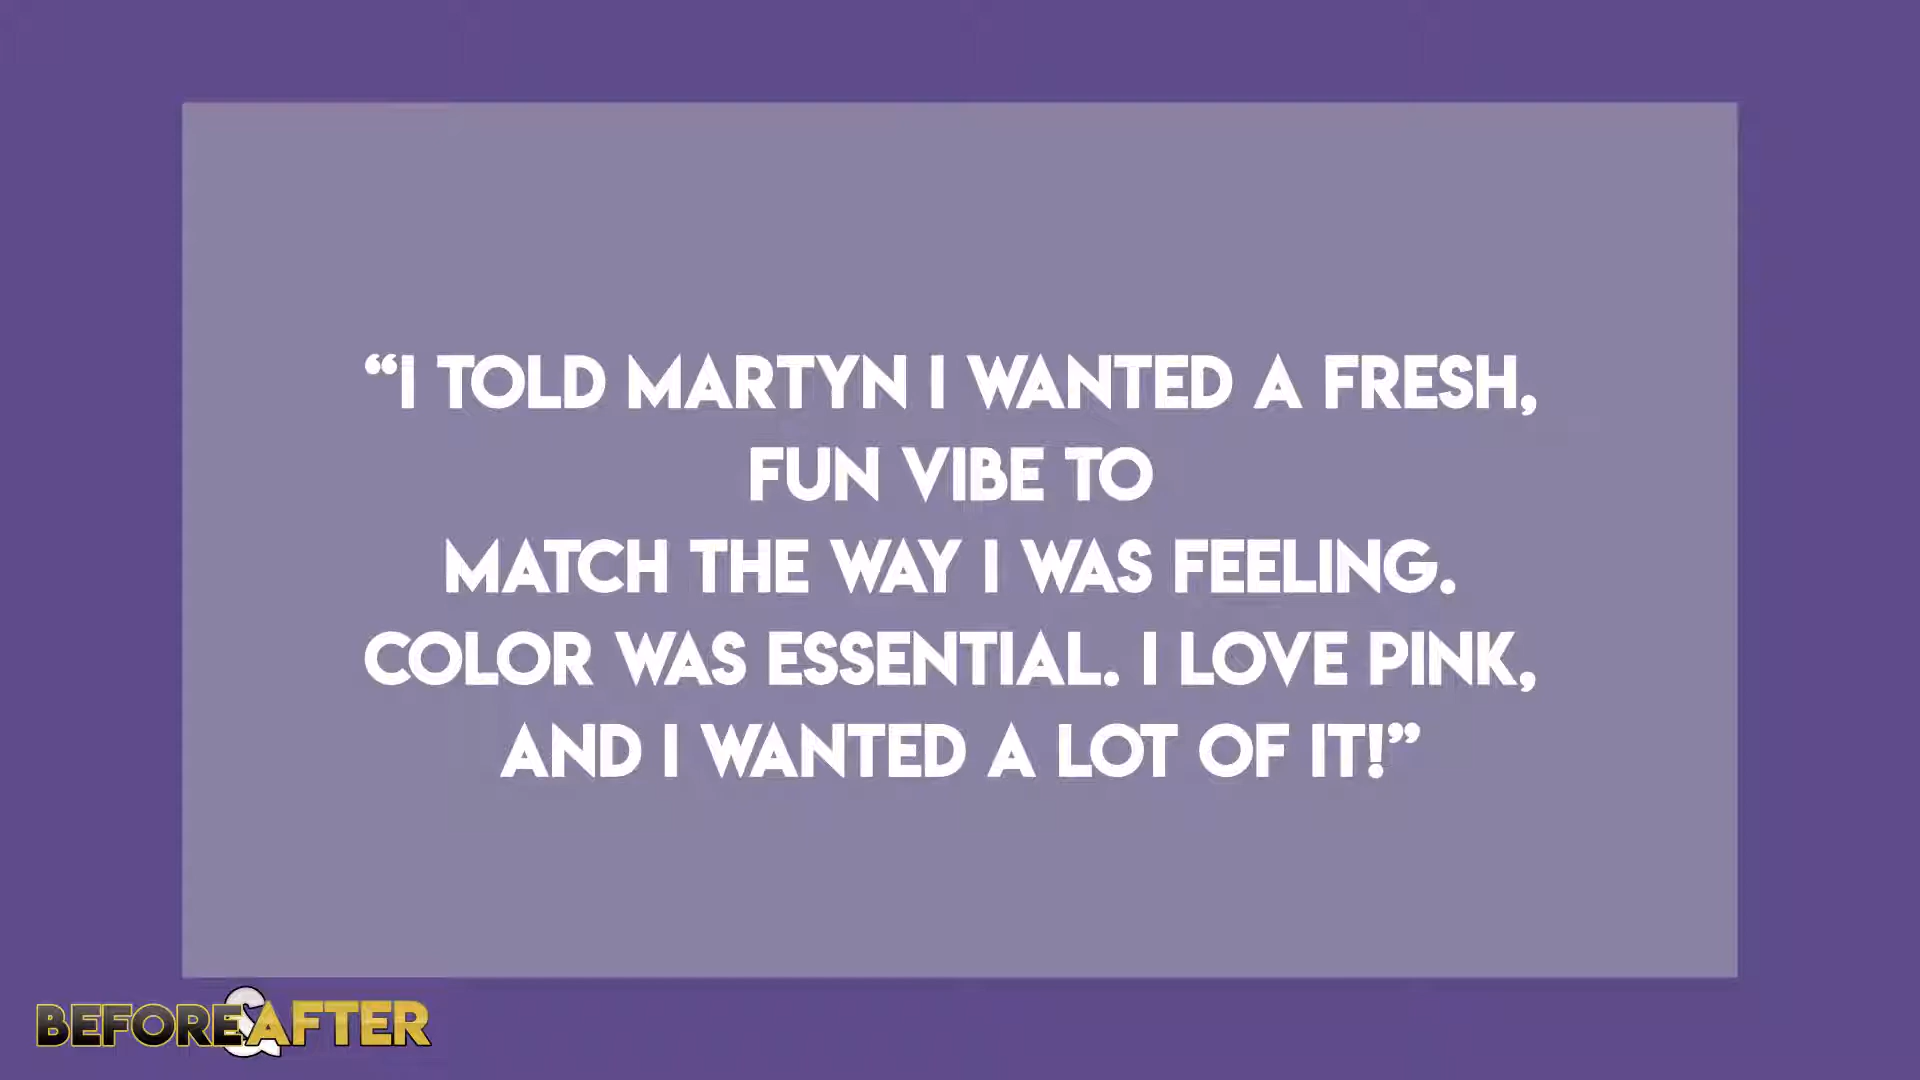 “I TOLD MARTYN I WANTED A FRESH,
FUN VIBE TO
MATCH THE WAY I WAS FEELING.
COLOR WAS ESSENTIAL. I LOVE PINK,
AND I WANTED A LOT OF IT!”
BEFORE & AFTER